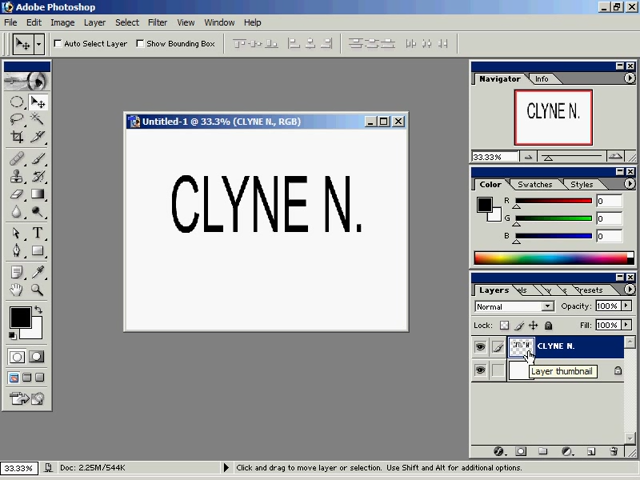 Adobe Photoshop
File Edit Image Layer Select Filter View Window Help
Auto Select Layer Show Bounding Box
Untitled-1 @ 33.3% (CLYNE N., RGB)
CLYNE N.
Navigator Info
CLYNE N.
33.33%
Color Swatches Styles
R 0
G 0
B 0
Layers Presets
Normal Opacity: 100%
Lock: Fill: 100%
CLYNE N.
Layer thumbnail
33.33% Doc: 2.25M/544K Click and drag to move layer or selection. Use Shift and Alt for additional options.